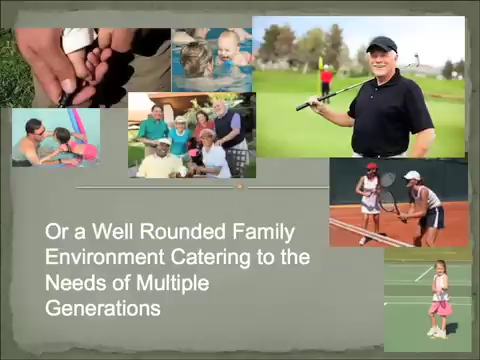 Or a Well Rounded Family
Environment Catering to the
Needs of Multiple
Generations